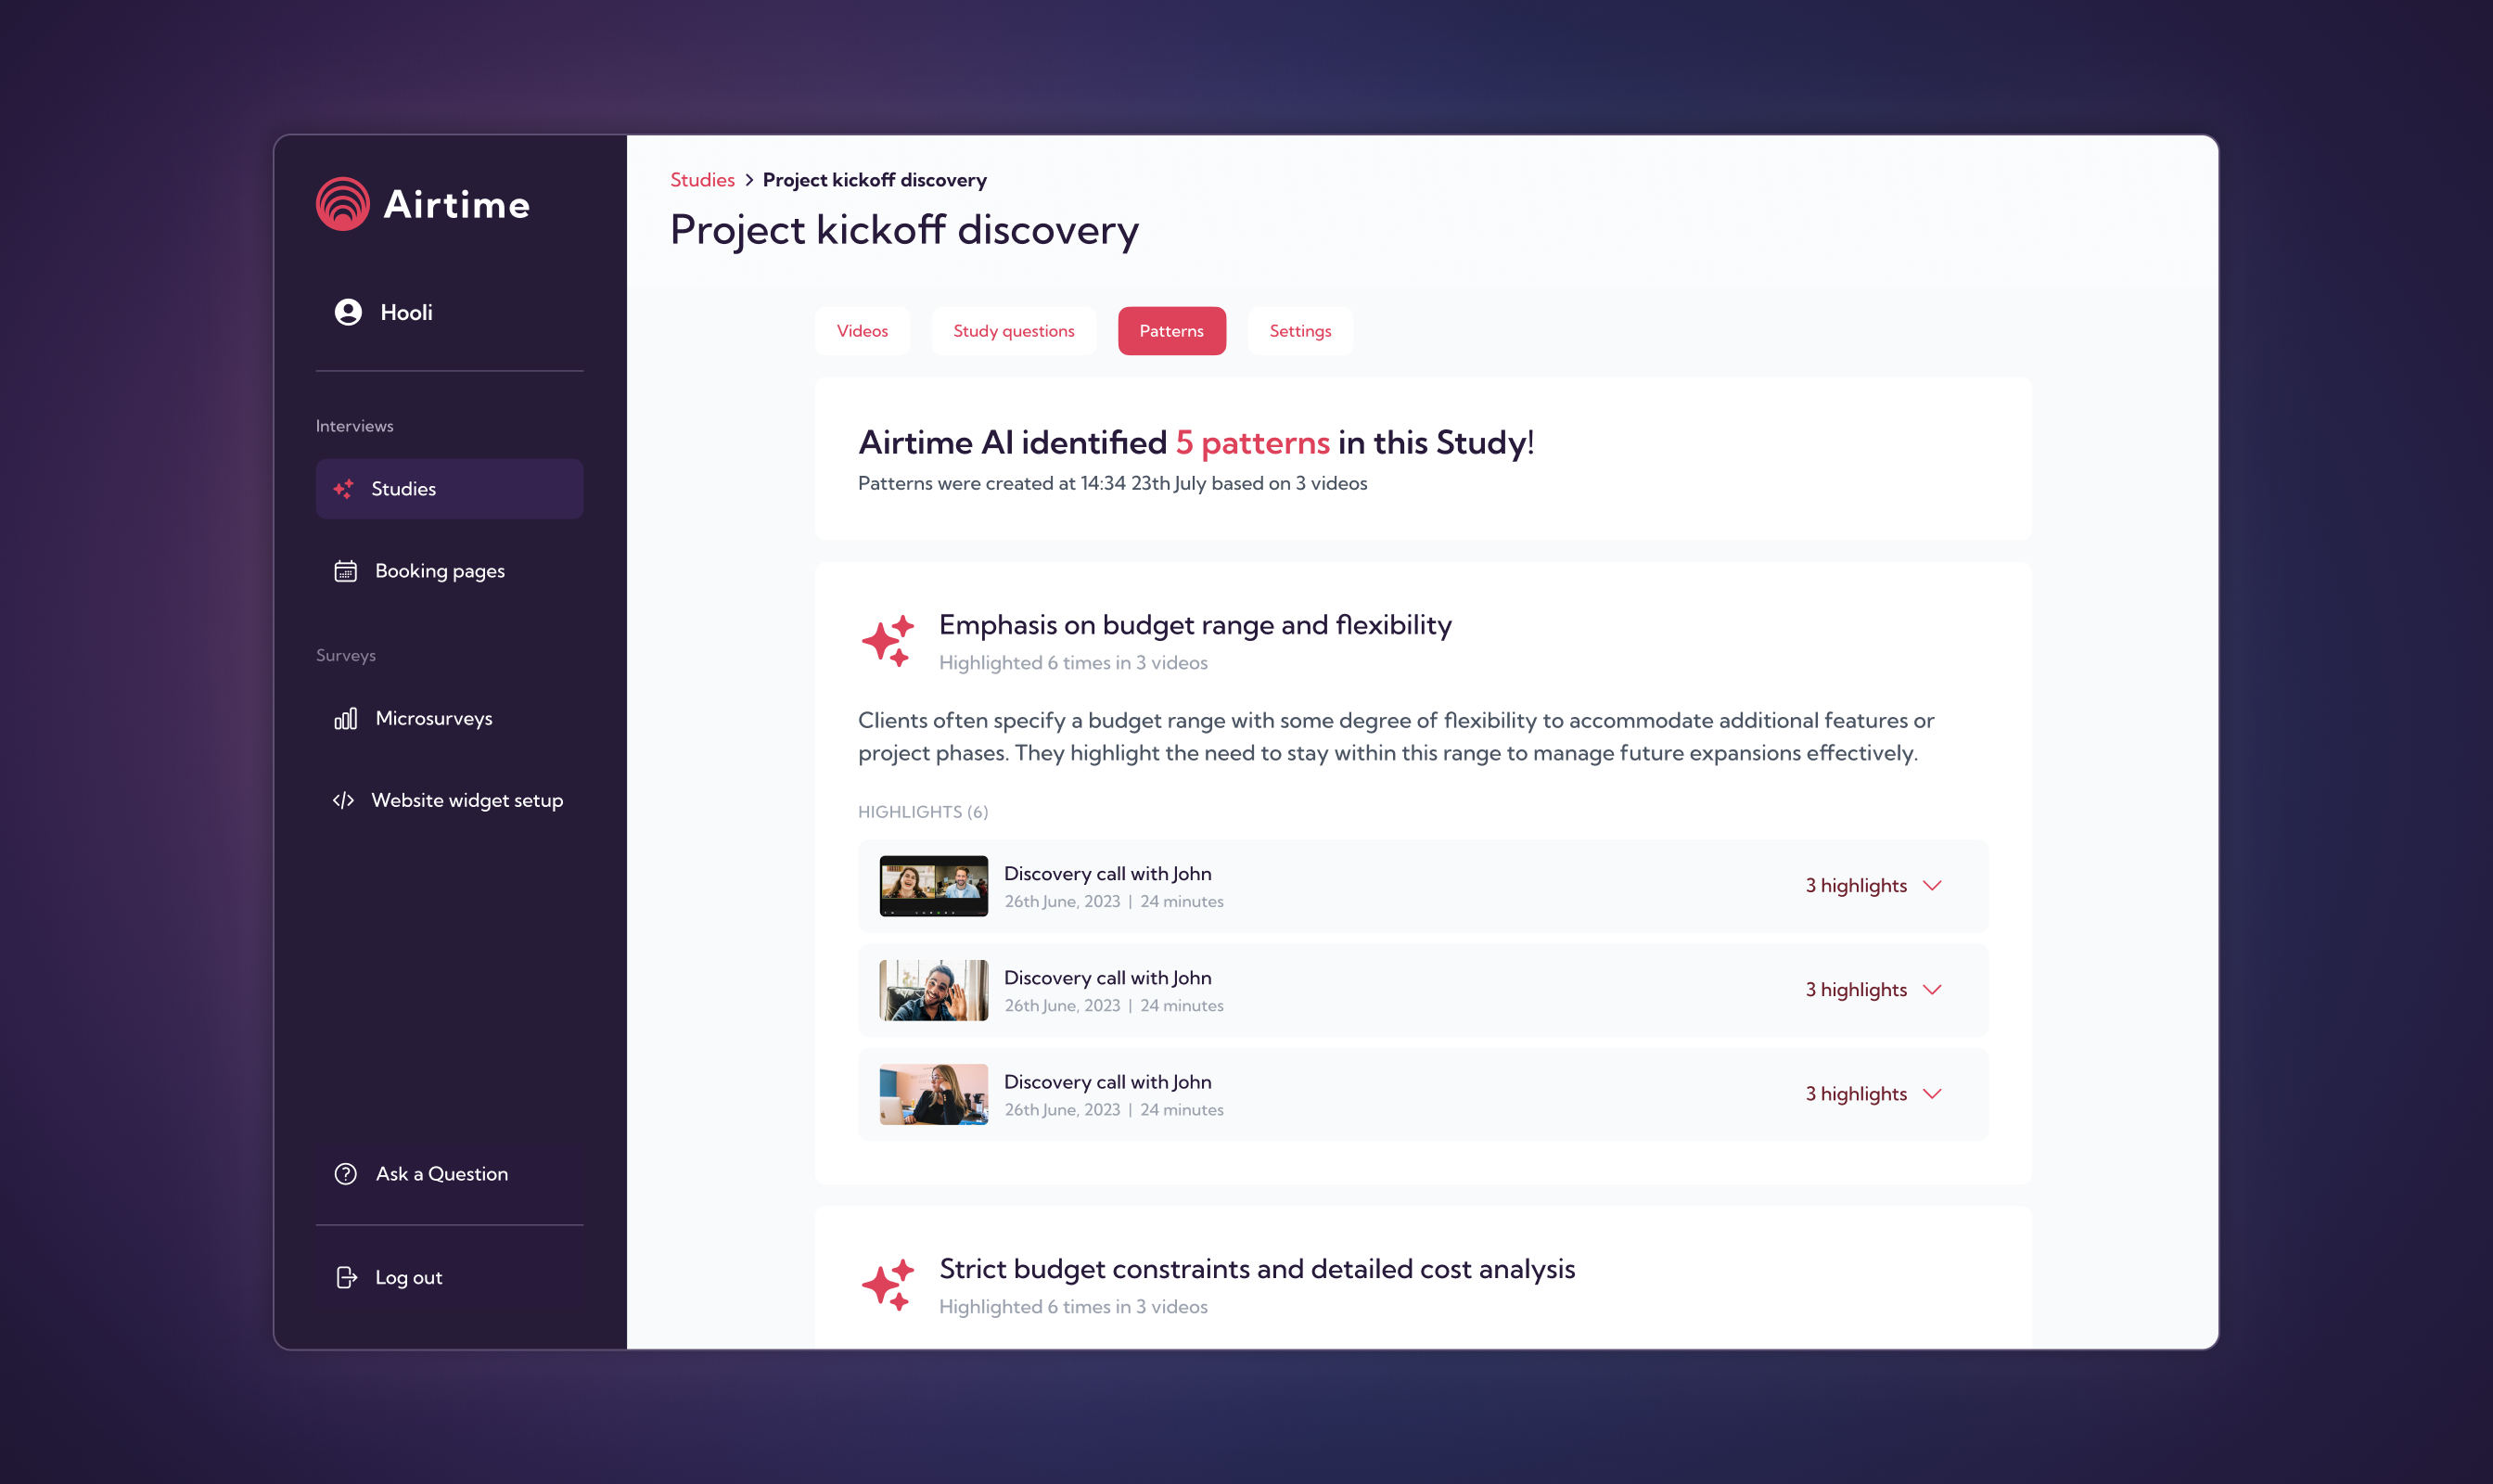 Airtime
Hooli
Interviews
Studies
Booking pages
Surveys
Microsurveys
Website widget setup
Ask a Question
Log out
Studies > Project kickoff discovery
Project kickoff discovery
Videos
Study questions
Patterns
Settings
Airtime AI identified 5 patterns in this Study!
Patterns were created at 14:34 23th July based on 3 videos
Emphasis on budget range and flexibility
Highlighted 6 times in 3 videos
Clients often specify a budget range with some degree of flexibility to accommodate additional features or
project phases. They highlight the need to stay within this range to manage future expansions effectively.
HIGHLIGHTS (6)
Discovery call with John
26th June, 2023 | 24 minutes
3 highlights
Discovery call with John
26th June, 2023 | 24 minutes
3 highlights
Discovery call with John
26th June, 2023 | 24 minutes
3 highlights
Strict budget constraints and detailed cost analysis
Highlighted 6 times in 3 videos